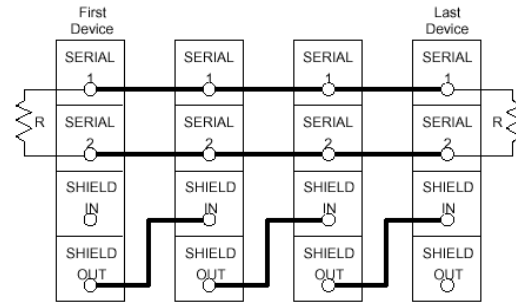 First
Device
Last
Device
SERIAL
1
SERIAL
1
SERIAL
1
SERIAL
1
R
SERIAL
2
SERIAL
2
SERIAL
2
SERIAL
2
R
SHIELD
IN
SHIELD
IN
SHIELD
IN
SHIELD
IN
SHIELD
OUT
SHIELD
OUT
SHIELD
OUT
SHIELD
OUT